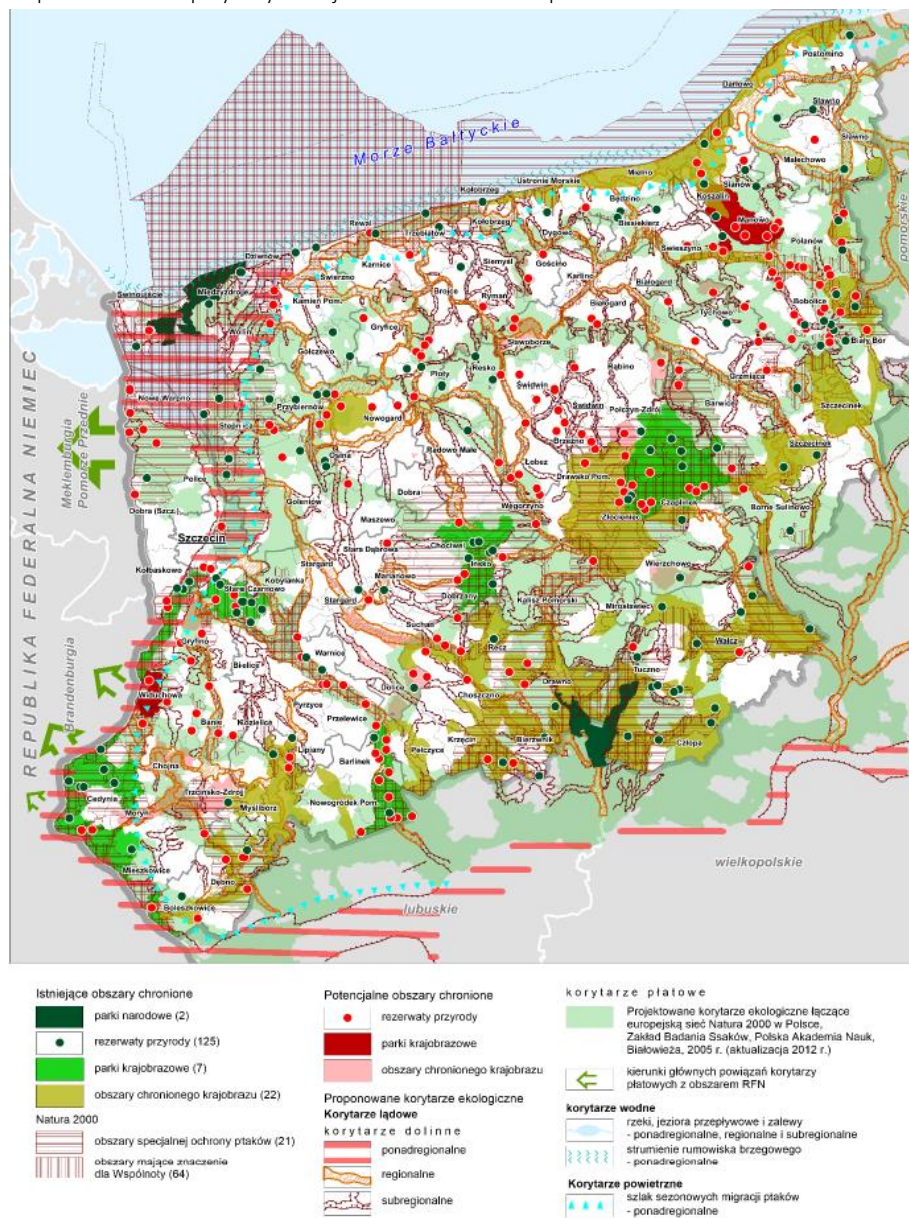 Morze Bałtyckie
REPUBLIKA FEDERALNA NIEMIEC
Meklemburgia
Pomorze Przednie
Brandenburgia
pomorskie
wielkopolskie
lubuskie
Postomino
Darłowo
Sławno
Sławno
Malechowo
Mielno
Sianów
Koszalin
Manowo
Ustronie Morskie
Będzino
Kołobrzeg
Kołobrzeg
Biesiekierz
Dygowo
Świeszyno
Polanów
Rewal
Trzebiatów
Siemyśl
Gościno
Karlino
Białogard
Białogard
Bobolice
Dziwnów
Karnice
Świerzno
Brojce
Rymań
Tychowo
Biały Bór
Świnoujście
Międzyzdroje
Kamień Pom.
Wolin
Gryfice
Sławoborze
Rąbino
Grzmiąca
Golczewo
Płoty
Resko
Świdwin
Świdwin
Połczyn-Zdrój
Barwice
Szczecinek
Szczecinek
Nowe Warpno
Stepnica
Przybiernów
Nowogard
Brzeżno
Radowo Małe
Łobez
Osina
Police
Goleniów
Dobra
Węgorzyno
Drawsko Pom.
Złocieniec
Czaplinek
Borne Sulinowo
Dobra (Szcz.)
Maszewo
Szczecin
Stara Dąbrowa
Chociwel
Ińsko
Wierzchowo
Kołbaskowo
Kobylanka
Stargard
Stargard
Marianowo
Dobrzany
Kalisz Pomorski
Mirosławiec
Stare Czarnowo
Suchań
Wałcz
Gryfino
Warnice
Recz
Tuczno
Bielice
Dolice
Drawno
Widuchowa
Pyrzyce
Choszczno
Banie
Kozielice
Przelewice
Człopa
Lipiany
Pełczyce
Krzęcin
Bierzwnik
Chojna
Barlinek
Cedynia
Trzcińsko-Zdrój
Myślibórz
Nowogródek Pom.
Moryń
Mieszkowice
Dębno
Boleszkowice
Istniejące obszary chronione
parki narodowe (2)
rezerwaty przyrody (125)
parki krajobrazowe (7)
obszary chronionego krajobrazu (22)
Natura 2000
obszary specjalnej ochrony ptaków (21)
obszary mające znaczenie
dla Wspólnoty (64)
Potencjalne obszary chronione
rezerwaty przyrody
parki krajobrazowe
obszary chronionego krajobrazu
Proponowane korytarze ekologiczne
Korytarze lądowe
korytarze dolinne
ponadregionalne
regionalne
subregionalne
korytarze płatowe
Projektowane korytarze ekologiczne łączące
europejską sieć Natura 2000 w Polsce,
Zakład Badania Ssaków, Polska Akademia Nauk,
Białowieża, 2005 r. (aktualizacja 2012 r.)
kierunki głównych powiązań korytarzy
płatowych z obszarem RFN
korytarze wodne
rzeki, jeziora przepływowe i zalewy
- ponadregionalne, regionalne i subregionalne
strumienie rumowiska brzegowego
- ponadregionalne
Korytarze powietrzne
szlak sezonowych migracji ptaków
- ponadregionalne